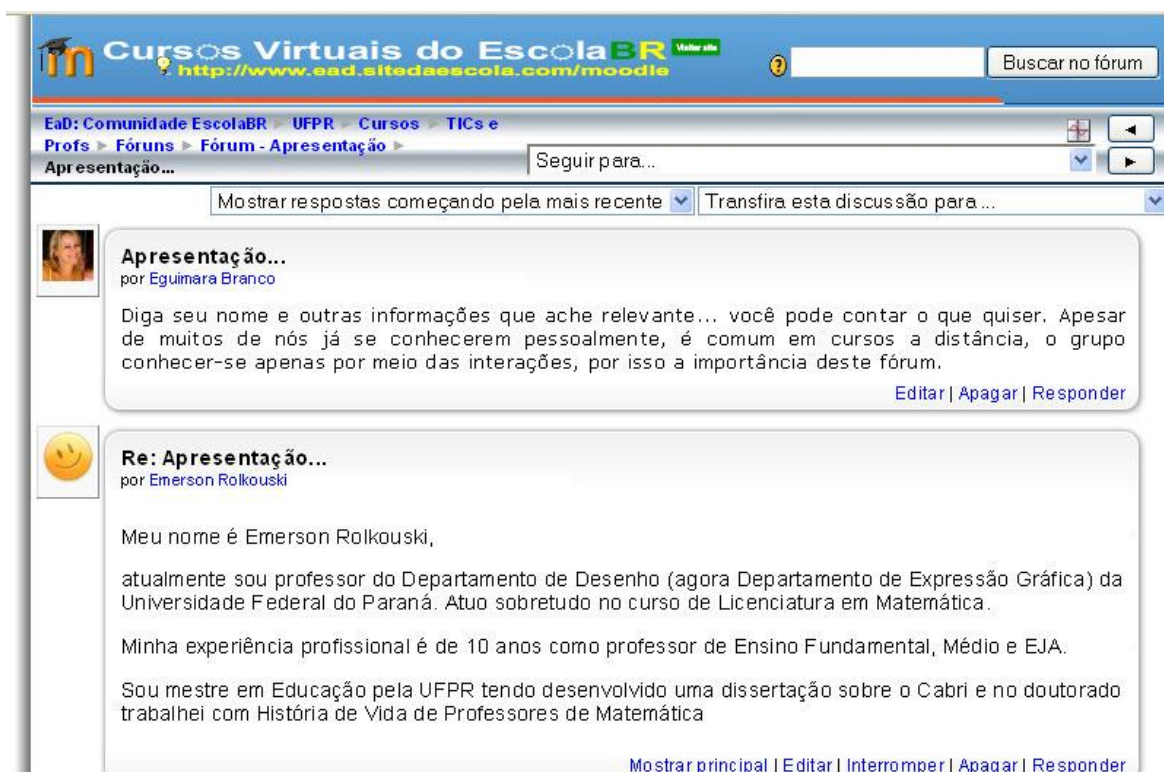 Cursos Virtuais do EscolaBR Visitar site
http://www.ead.sitedaescola.com/moodle
Buscar no fórum
EaD: Comunidade EscolaBR ► UFPR ► Cursos ► TICs e
Profs ► Fóruns ► Fórum - Apresentação ►
Apresentação...
Seguir para...
Mostrar respostas começando pela mais recente
Transfira esta discussão para ...
Apresentação...
por Eguimara Branco
Diga seu nome e outras informações que ache relevante... você pode contar o que quiser. Apesar
de muitos de nós já se conhecerem pessoalmente, é comum em cursos a distância, o grupo
conhecer-se apenas por meio das interações, por isso a importância deste fórum.
Editar | Apagar | Responder
Re: Apresentação...
por Emerson Rolkouski
Meu nome é Emerson Rolkouski,
atualmente sou professor do Departamento de Desenho (agora Departamento de Expressão Gráfica) da
Universidade Federal do Paraná. Atuo sobretudo no curso de Licenciatura em Matemática.
Minha experiência profissional é de 10 anos como professor de Ensino Fundamental, Médio e EJA.
Sou mestre em Educação pela UFPR tendo desenvolvido uma dissertação sobre o Cabri e no doutorado
trabalhei com História de Vida de Professores de Matemática
Mostrar principal | Editar | Interromper | Apagar | Responder